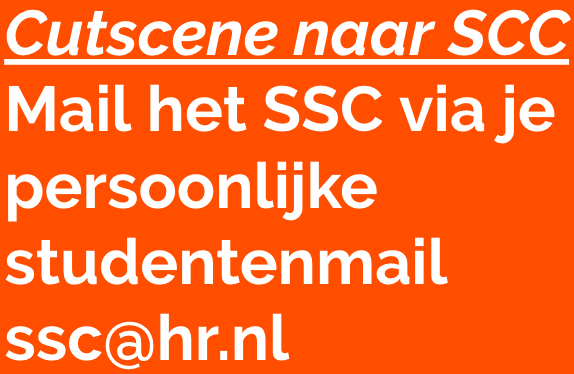 Cutscene naar SCC
Mail het SSC via je
persoonlijke
studentenmail
ssc@hr.nl